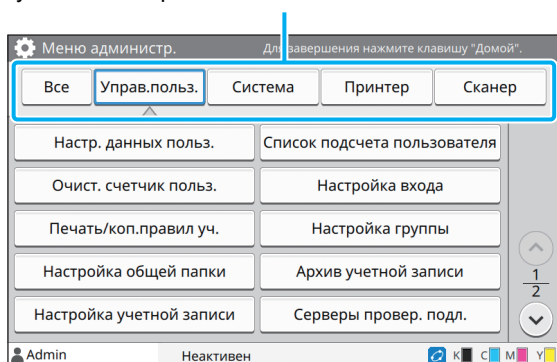 Меню администр. Для завершения нажмите клавишу "Домой".
Все Управ.польз. Система Принтер Сканер
Настр. данных польз. Список подсчета пользователя
Очист. счетчик польз. Настройка входа
Печать/коп.правил уч. Настройка группы
Настройка общей папки Архив учетной записи
1
Настройка учетной записи Серверы провер. подл.
2
Admin Неактивен K C M Y